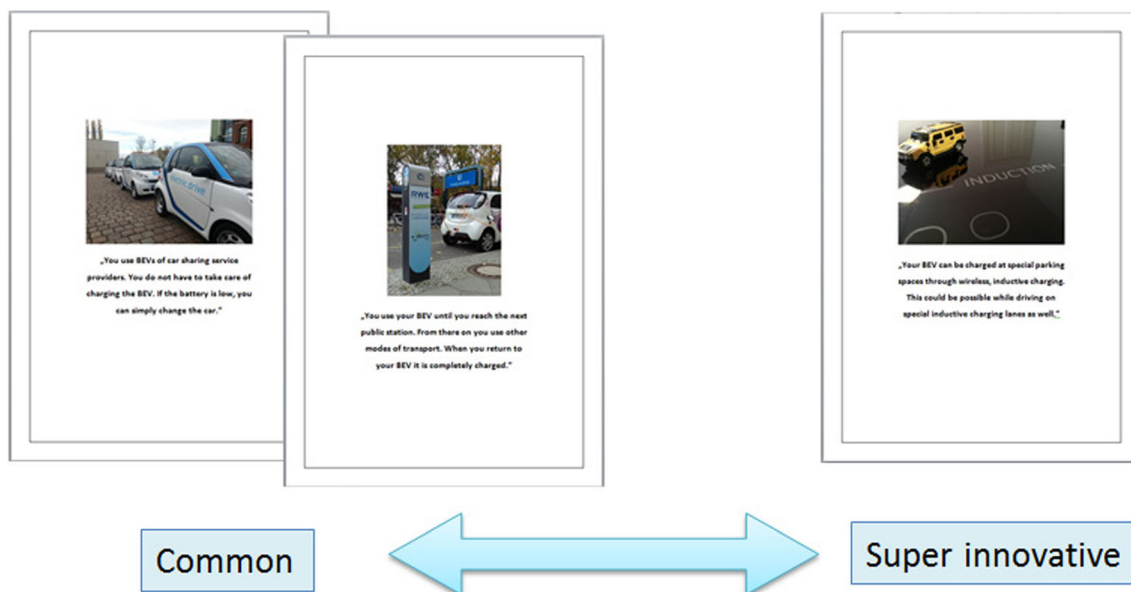 electric drive
„You use BEVs of car sharing service
providers. You do not have to take care of
charging the BEV. If the battery is low, you
can simply change the car.“
RWE
„You use your BEV until you reach the next
public station. From there on you use other
modes of transport. When you return to
your BEV it is completely charged.“
INDUCTION
„Your BEV can be charged at special parking
spaces through wireless, inductive charging.
This could be possible while driving on
special inductive charging lanes as well.“
Common
Super innovative